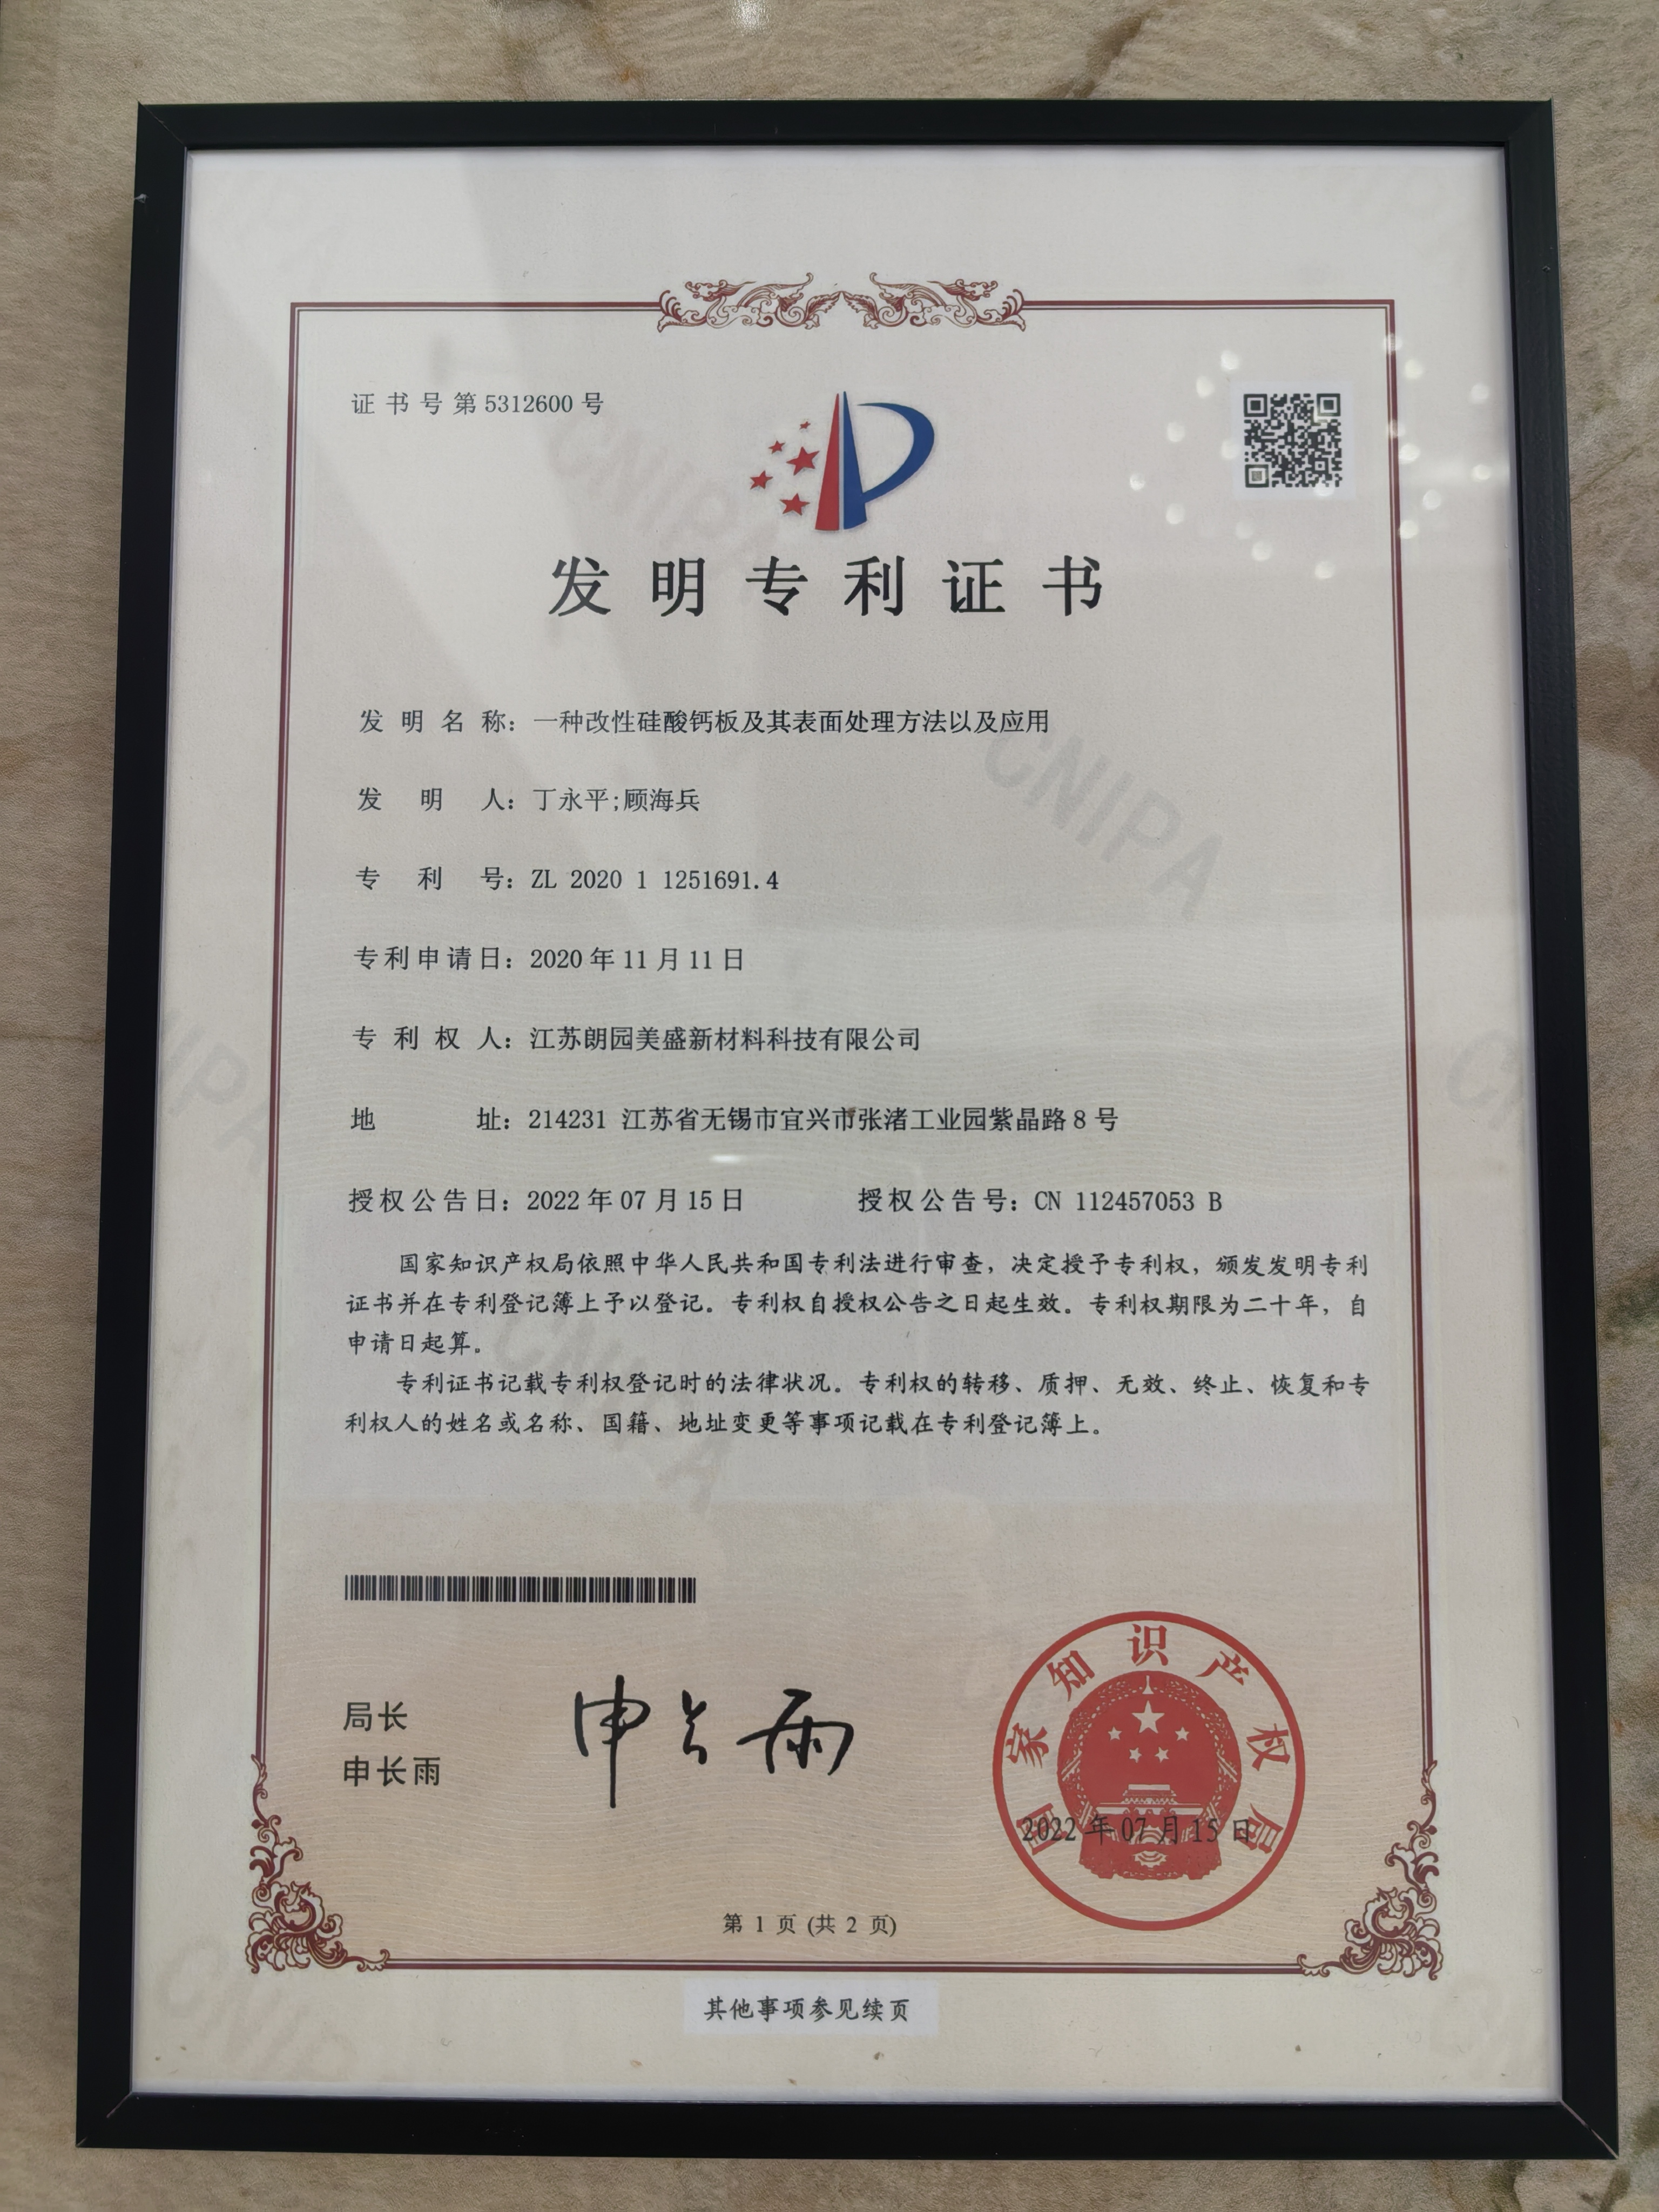 证书号第5312600号
发明专利证书
发明名称：一种改性硅酸钙板及其表面处理方法以及应用
发明人：丁永平;顾海兵
专利号：ZL 2020 1 1251691.4
专利申请日：2020年11月11日
专利权人：江苏朗园美盛新材料科技有限公司
地址：214231 江苏省无锡市宜兴市张渚工业园紫晶路8号
授权公告日：2022年07月15日 授权公告号：CN 112457053 B
国家知识产权局依照中华人民共和国专利法进行审查，决定授予专利权，颁发发明专利
证书并在专利登记簿上予以登记。专利权自授权公告之日起生效。专利权期限为二十年，自
申请日起算。
专利证书记载专利权登记时的法律状况。专利权的转移、质押、无效、终止、恢复和专
利权人的姓名或名称、国籍、地址变更等事项记载在专利登记簿上。
局长
申长雨
申长雨
国家知识产权局
2022年07月15日
第 1 页 (共 2 页)
其他事项参见续页
CNIPA
CNIPA
CNIPA